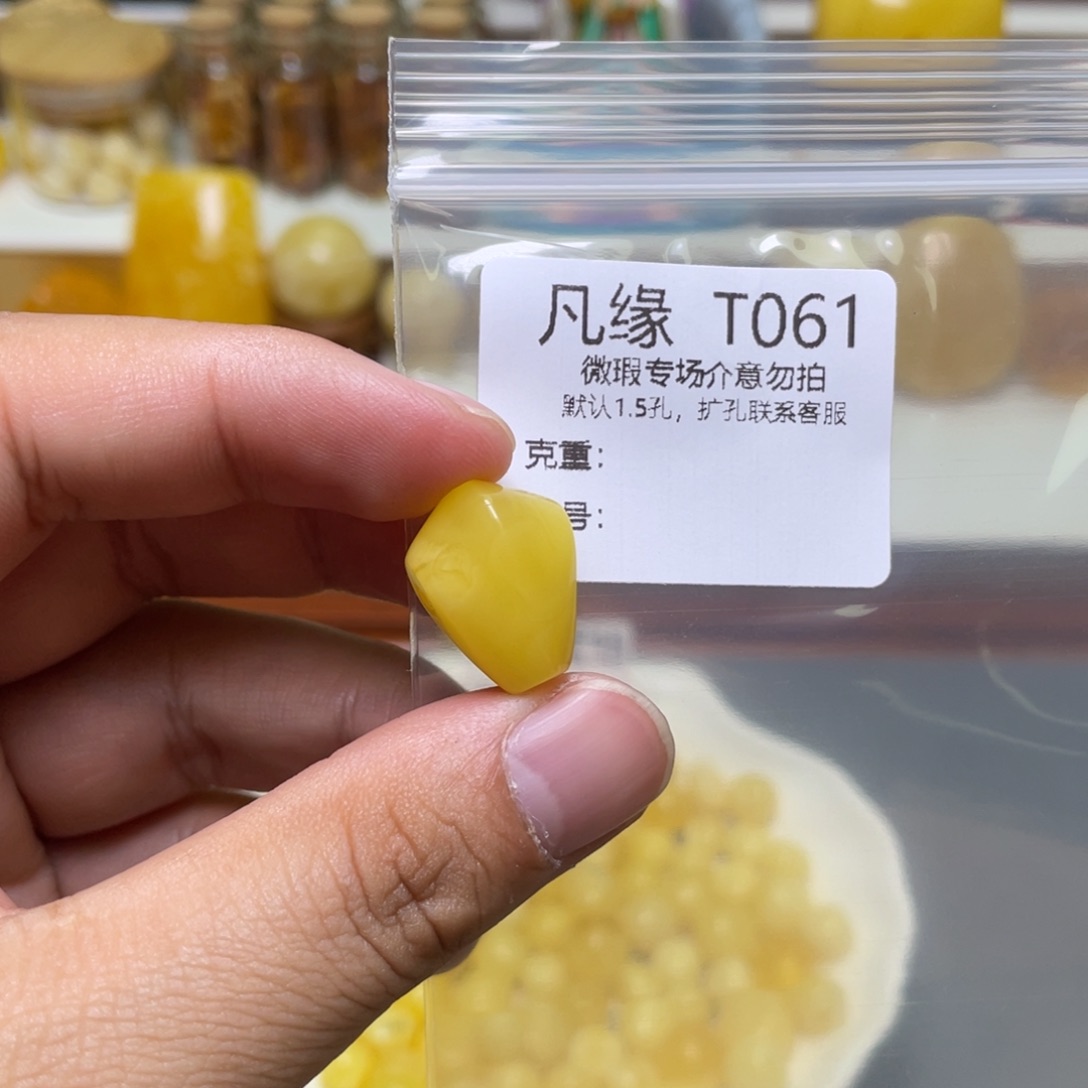 凡缘 T061
微瑕专场介意勿拍
默认1.5孔，扩孔联系客服
克重：
号：